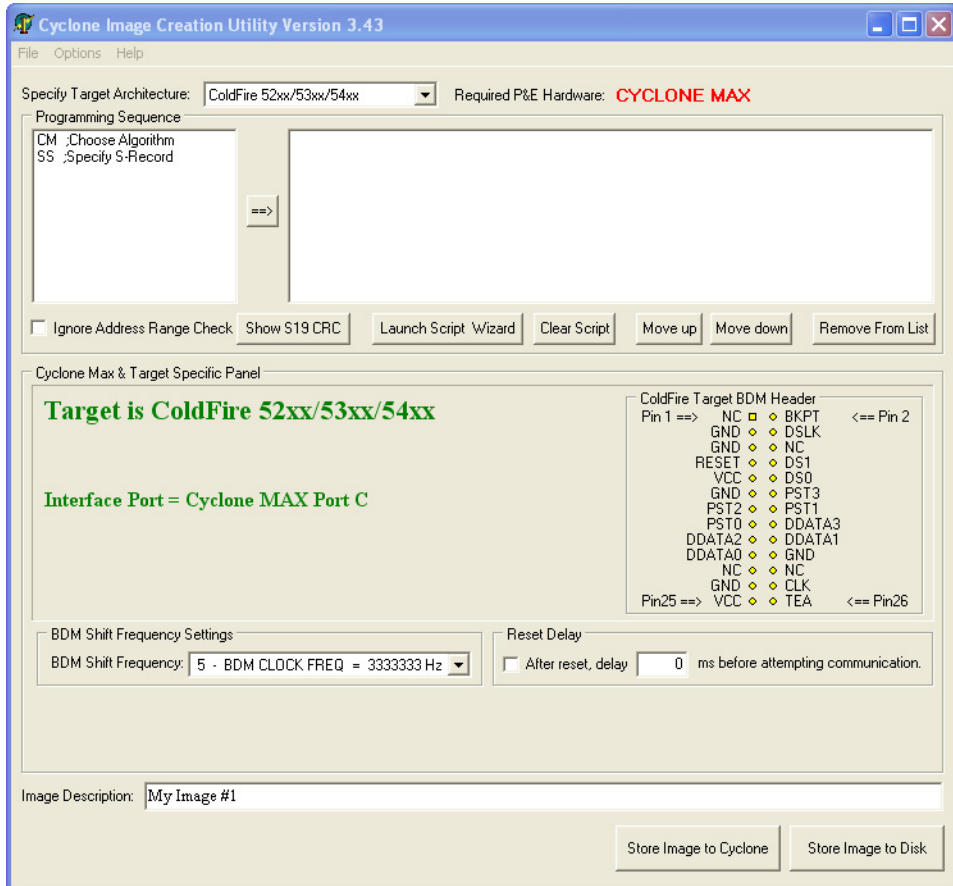 Cyclone Image Creation Utility Version 3.43
File Options Help
Specify Target Architecture: ColdFire 52xx/53xx/54xx Required P&E Hardware: CYCLONE MAX
Programming Sequence
CM ;Choose Algorithm
SS ;Specify S-Record
==>
Ignore Address Range Check Show S19 CRC Launch Script Wizard Clear Script Move up Move down Remove From List
Cyclone Max & Target Specific Panel
Target is ColdFire 52xx/53xx/54xx
Interface Port = Cyclone MAX Port C
ColdFire Target BDM Header
Pin 1 ==> NC BKPT <== Pin 2
GND DSLK
GND NC
RESET DS1
VCC DS0
GND PST3
PST2 PST1
PST0 DDATA3
DDATA2 DDATA1
DDATA0 GND
NC NC
GND CLK
Pin25 ==> VCC TEA <== Pin26
BDM Shift Frequency Settings
BDM Shift Frequency: 5 - BDM CLOCK FREQ = 3333333 Hz
Reset Delay
After reset, delay 0 ms before attempting communication.
Image Description: My Image #1
Store Image to Cyclone Store Image to Disk